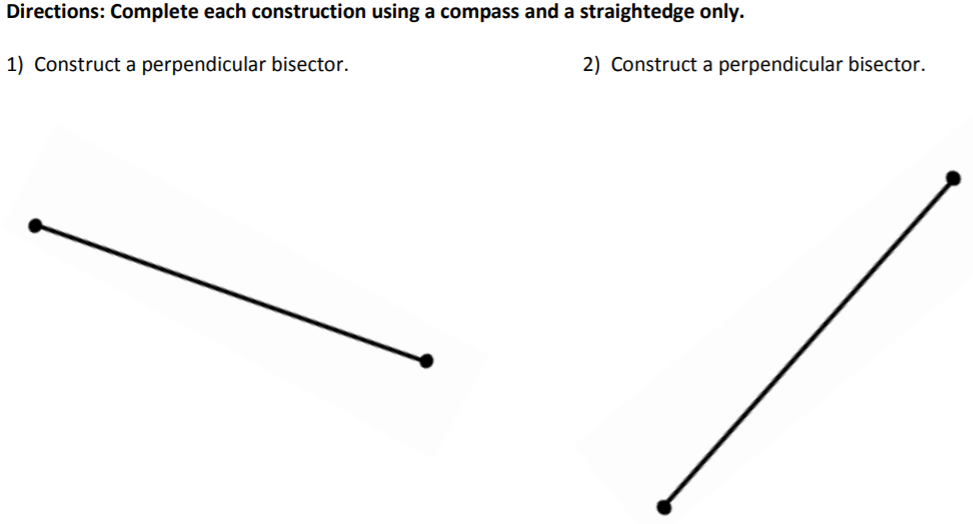 Directions: Complete each construction using a compass and a straightedge only.
1) Construct a perpendicular bisector.
2) Construct a perpendicular bisector.